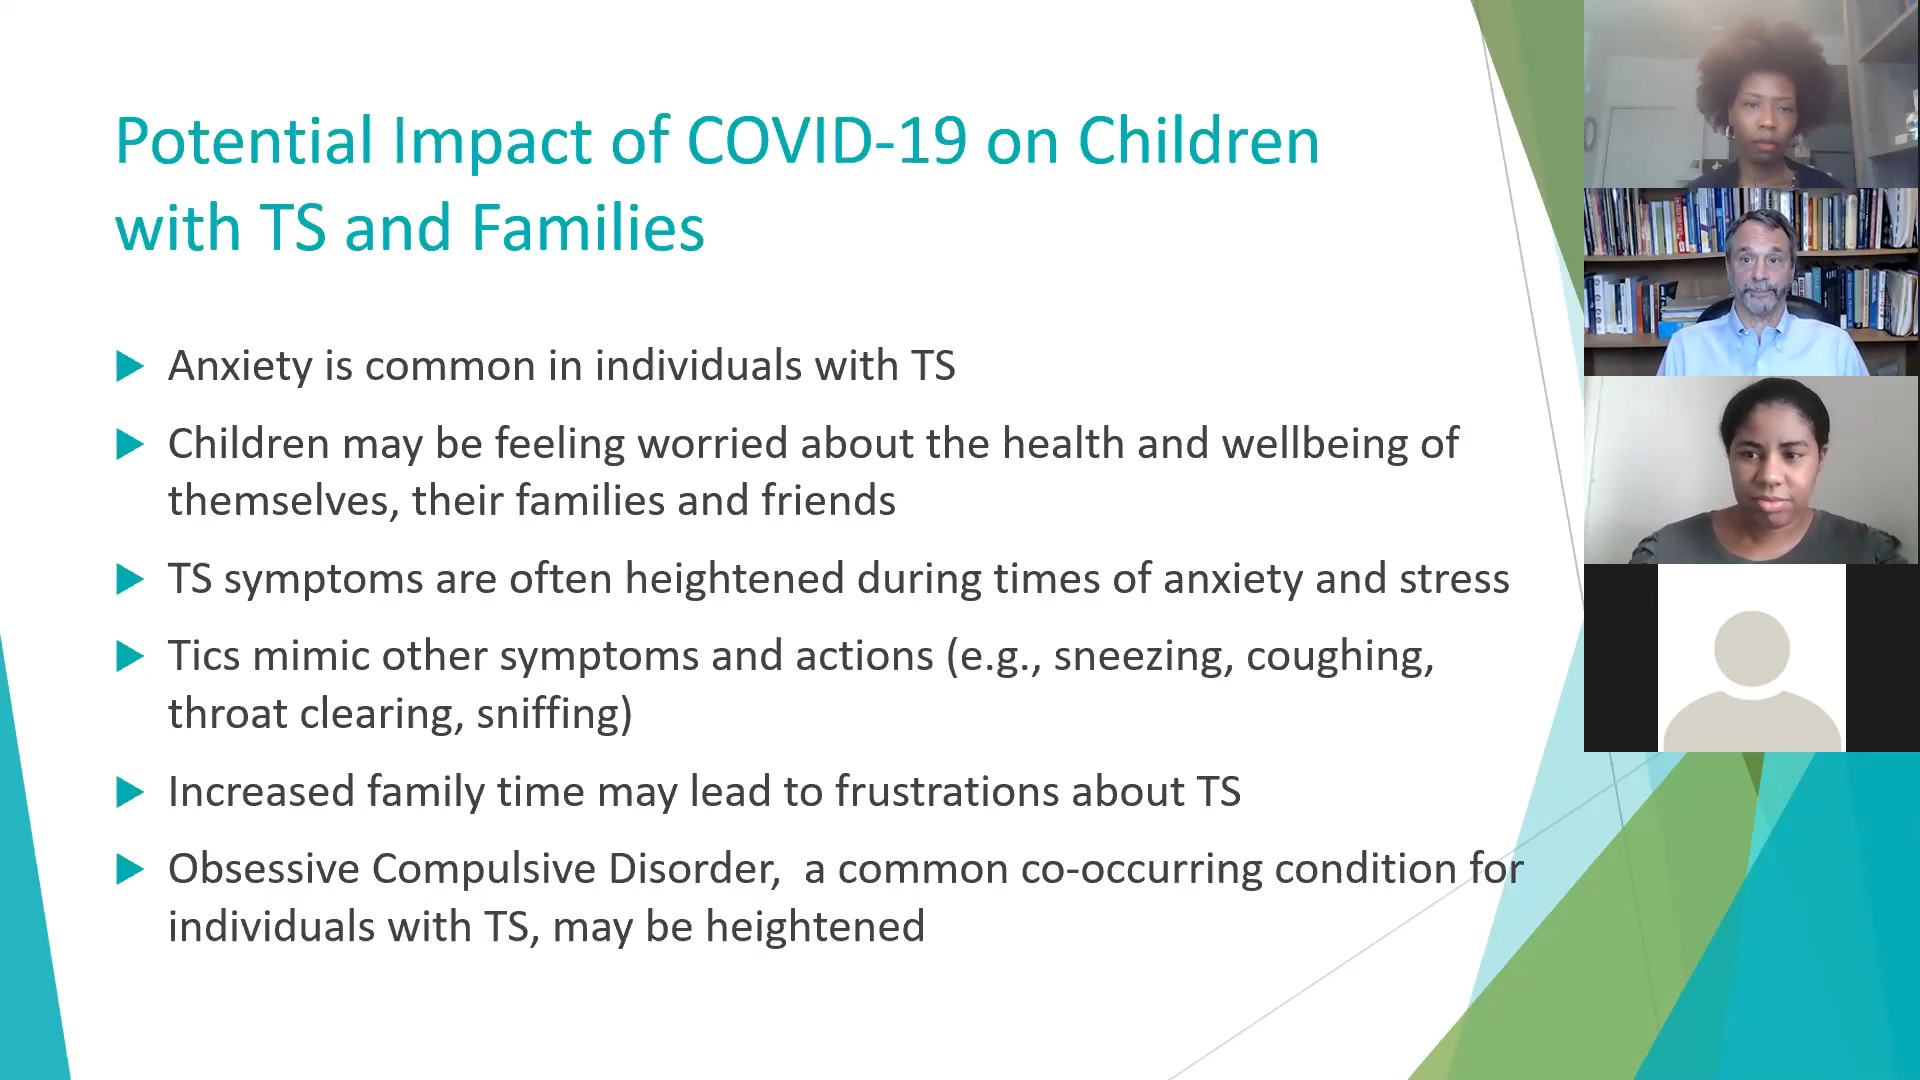 Potential Impact of COVID-19 on Children
with TS and Families
Anxiety is common in individuals with TS
Children may be feeling worried about the health and wellbeing of
themselves, their families and friends
TS symptoms are often heightened during times of anxiety and stress
Tics mimic other symptoms and actions (e.g., sneezing, coughing,
throat clearing, sniffing)
Increased family time may lead to frustrations about TS
Obsessive Compulsive Disorder,  a common co-occurring condition for
individuals with TS, may be heightened